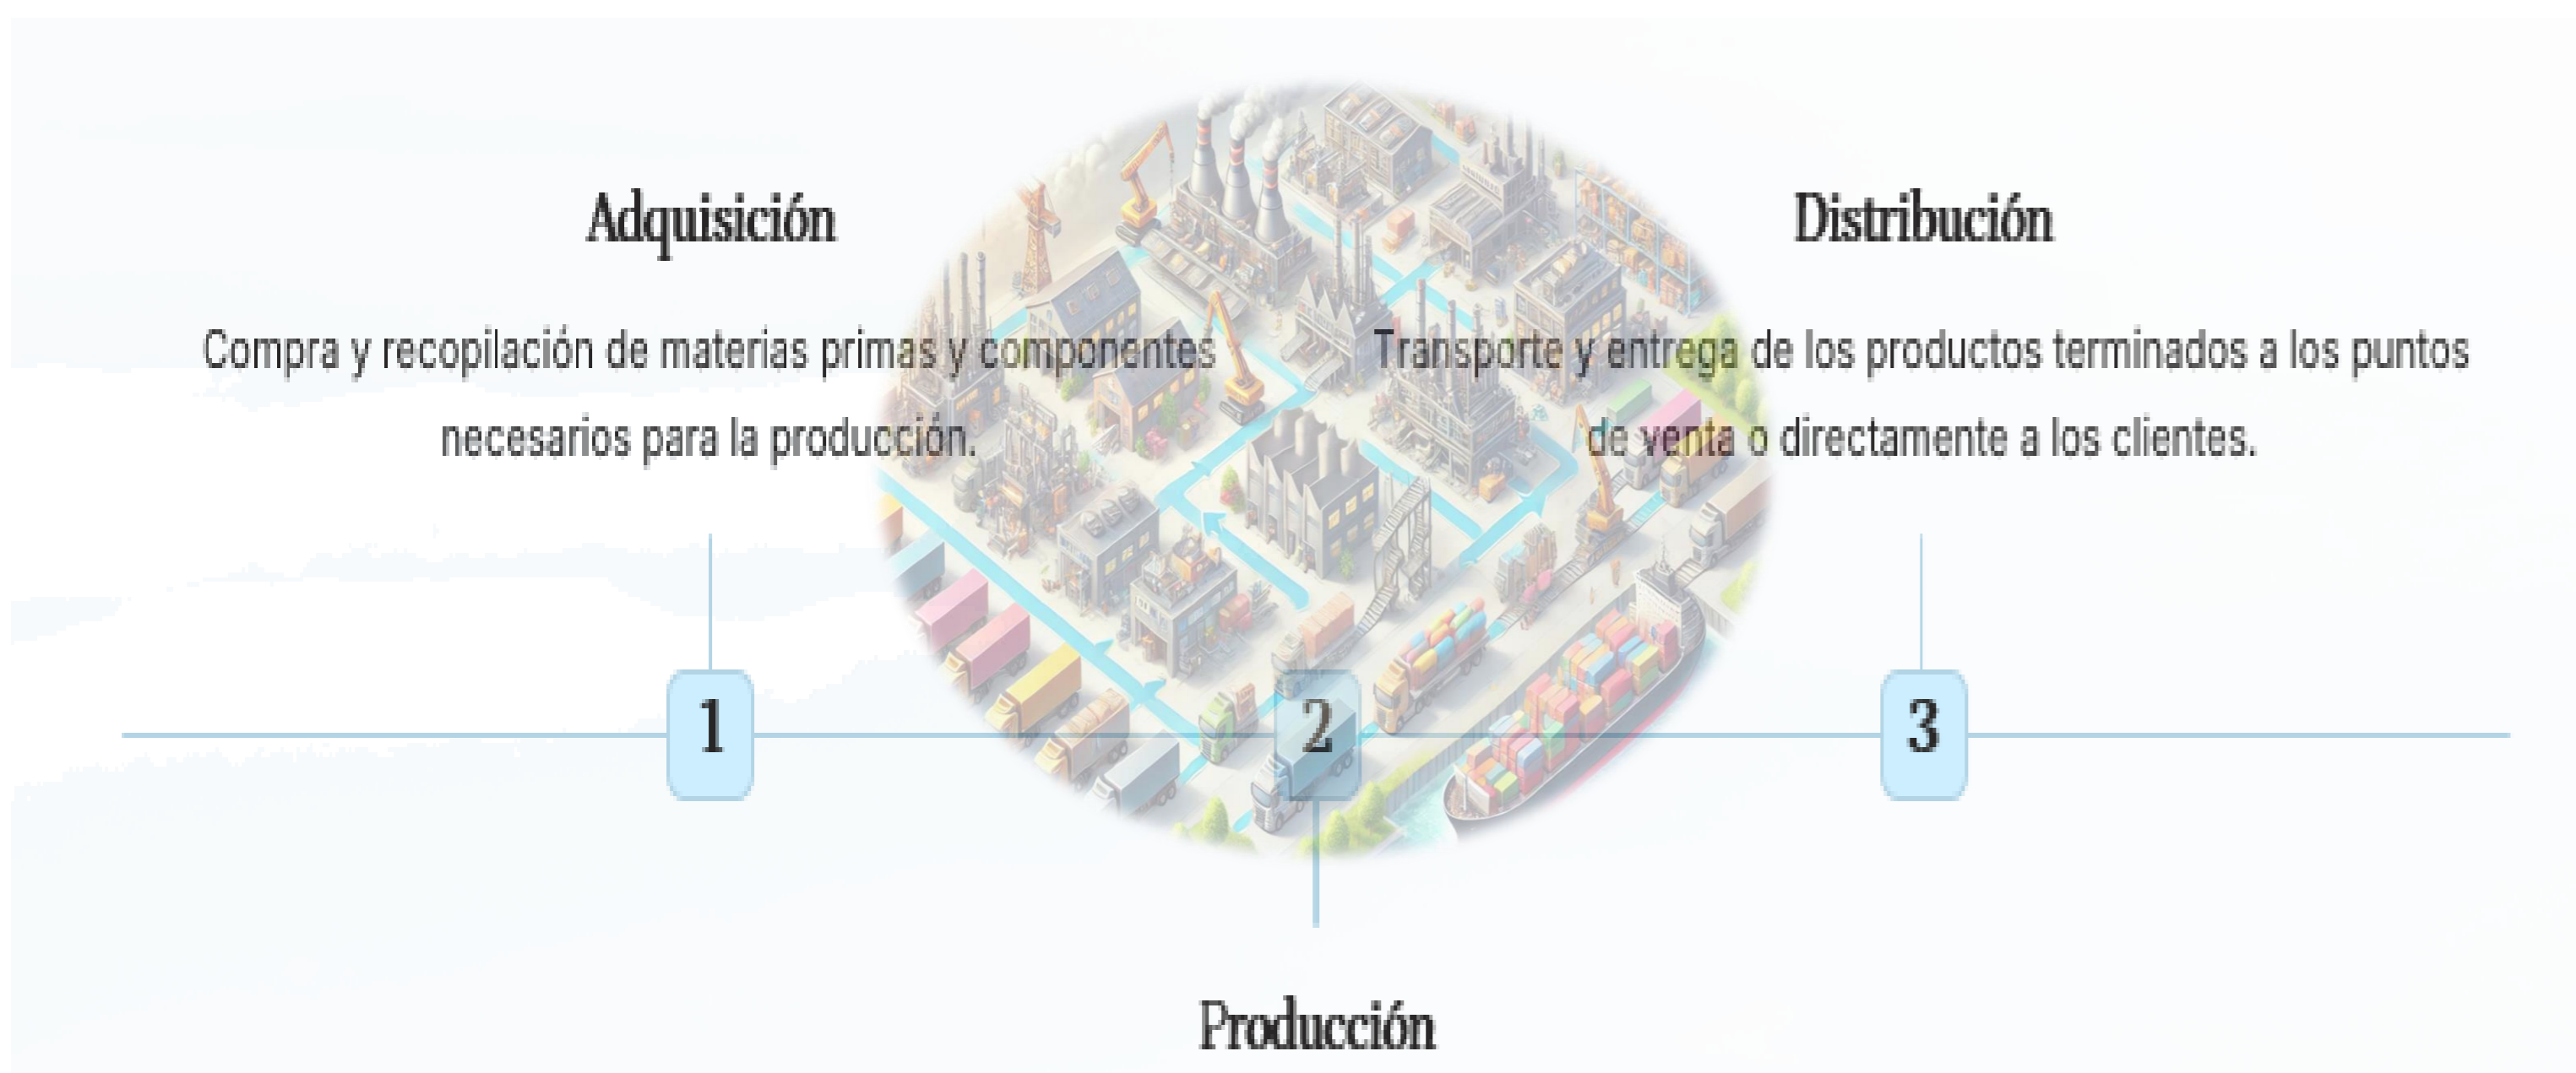 Adquisición
Compra y recopilación de materias primas y componentes
necesarios para la producción.
Distribución
Transporte y entrega de los productos terminados a los puntos
de venta o directamente a los clientes.
1
2
3
Producción